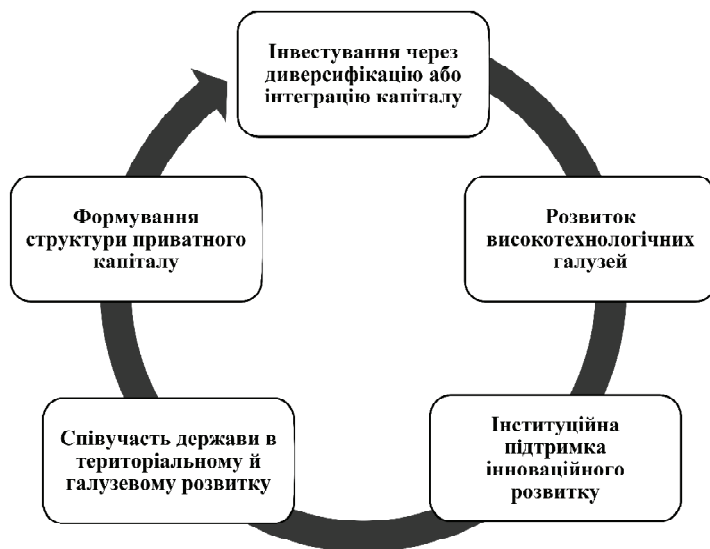 Інвестування через
диверсифікацію або
інтеграцію капіталу
Розвиток
високотехнологічних
галузей
Інституційна
підтримка
інноваційного
розвитку
Співучасть держави в
територіальному й
галузевому розвитку
Формування
структури приватного
капіталу